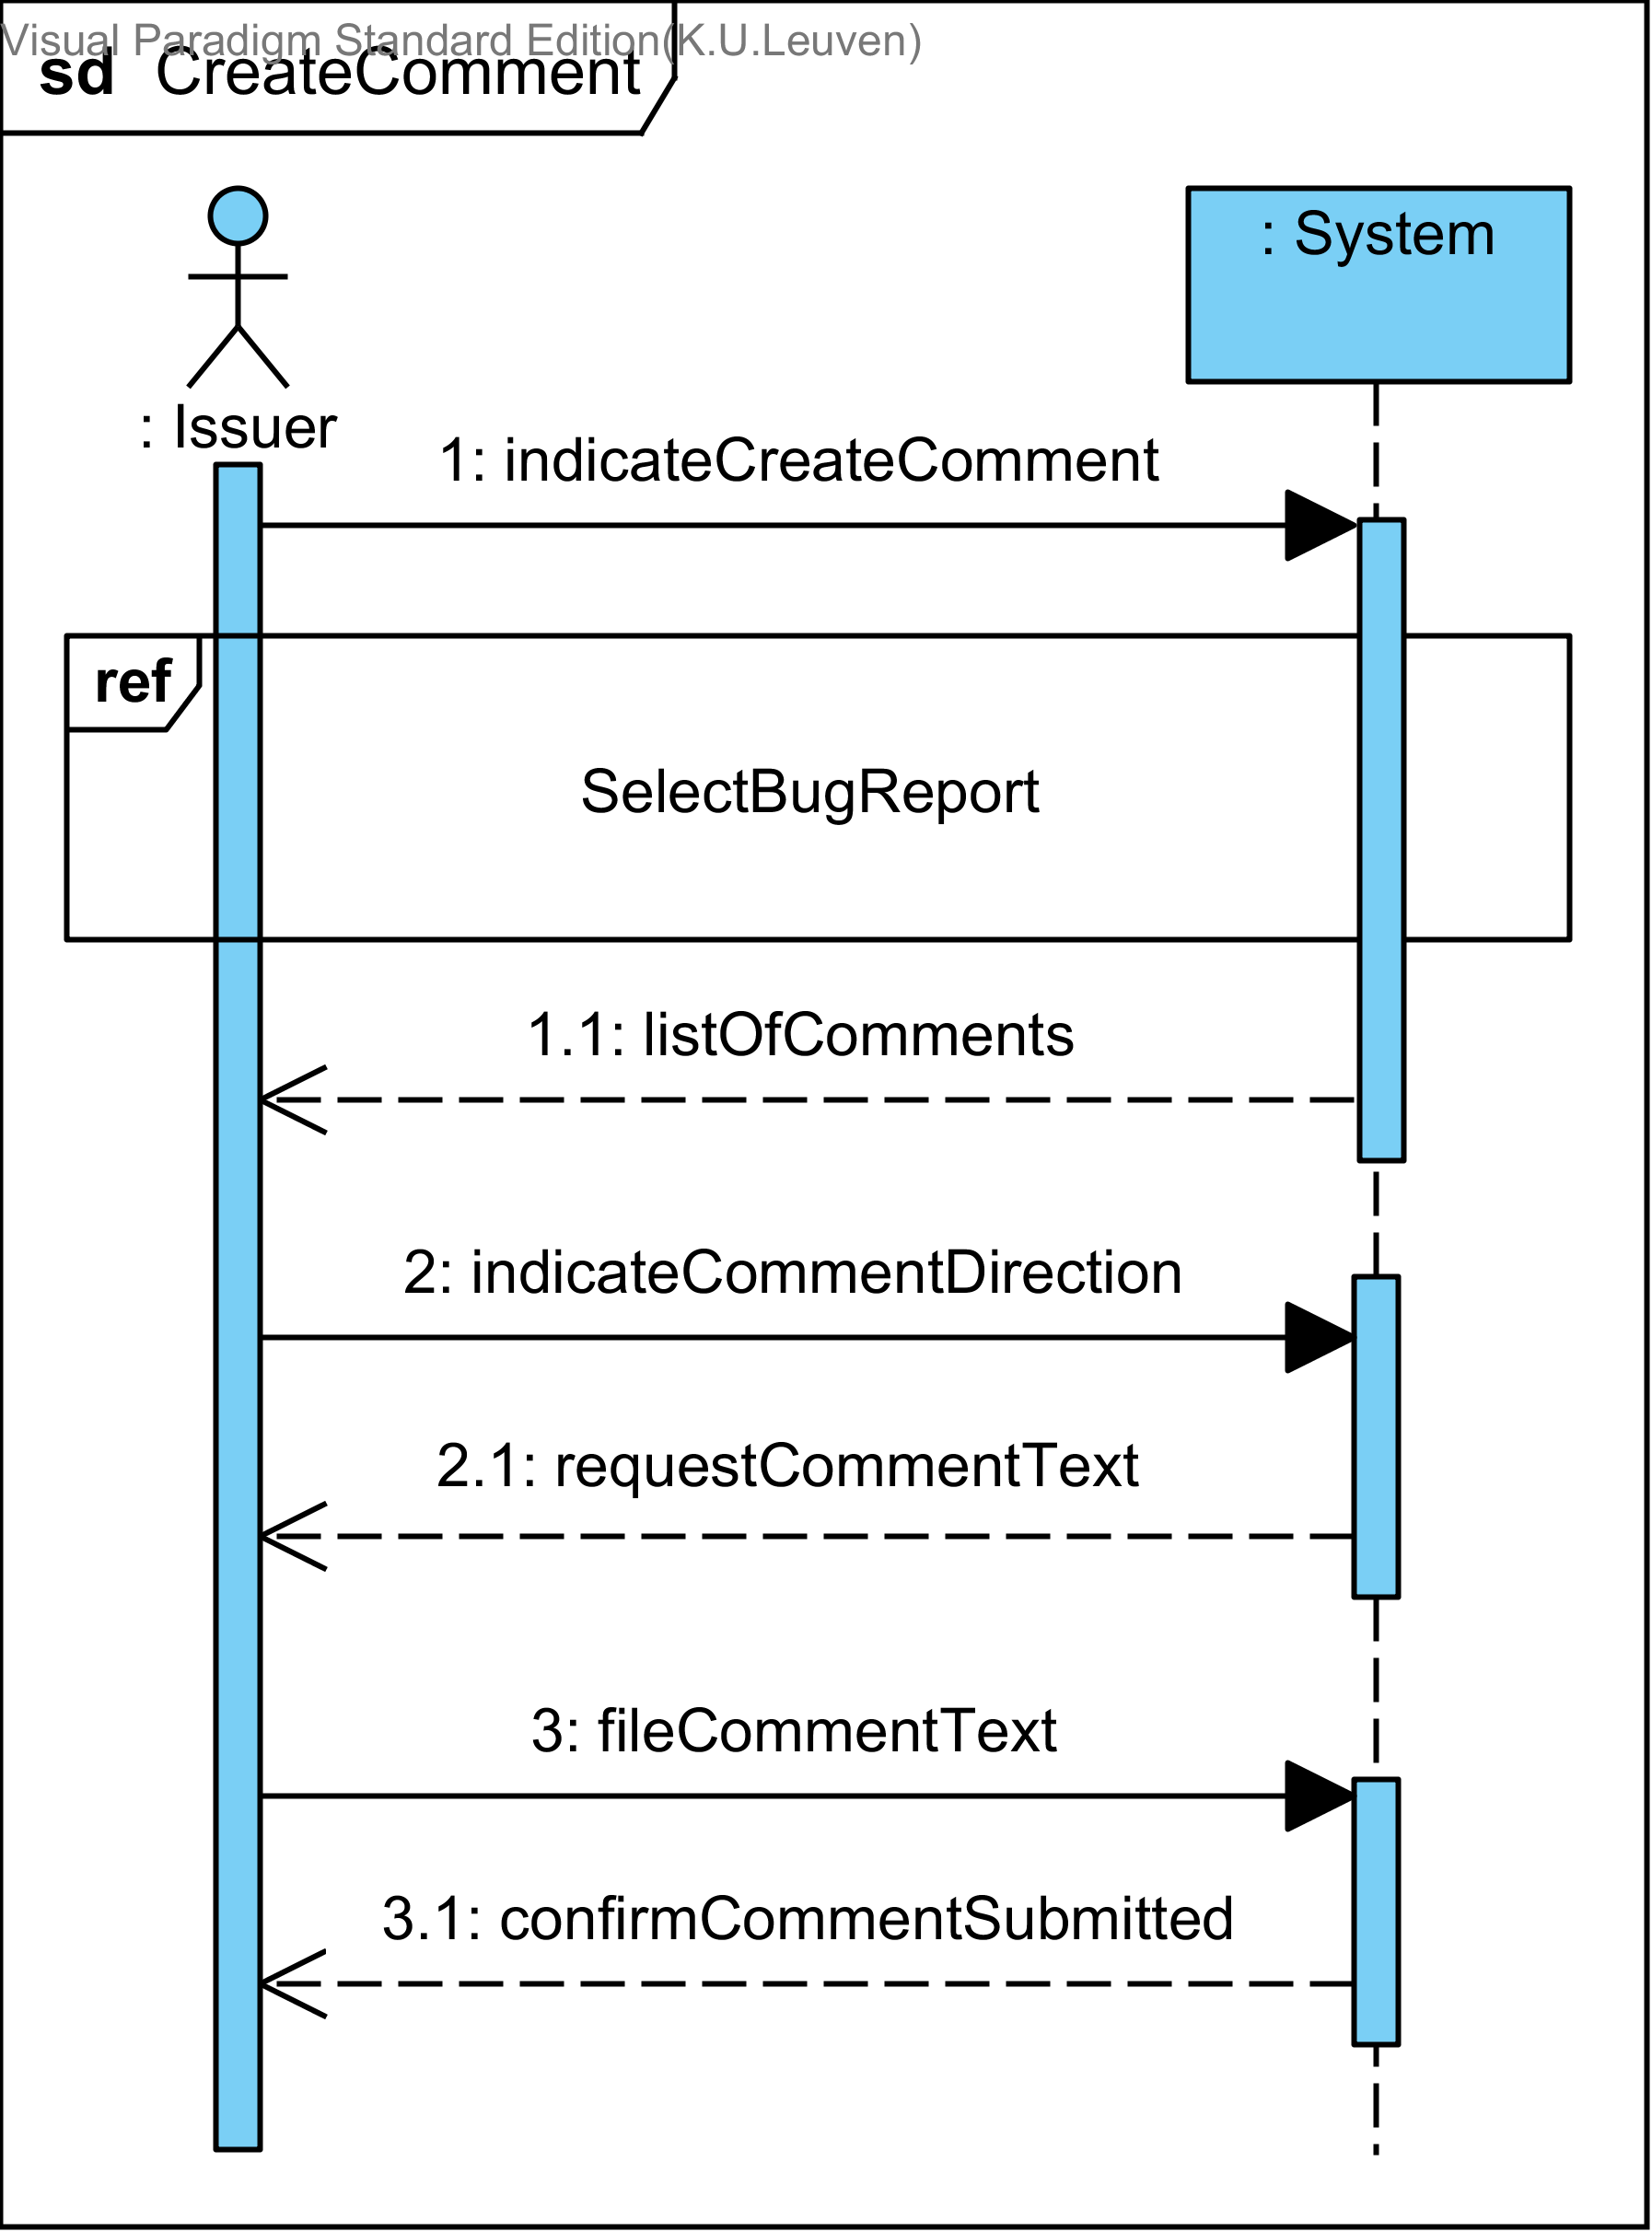 Visual Paradigm Standard Edition(K.U.Leuven)
sd CreateComment
: System
: Issuer
1: indicateCreateComment
ref
SelectBugReport
1.1: listOfComments
2: indicateCommentDirection
2.1: requestCommentText
3: fileCommentText
3.1: confirmCommentSubmitted